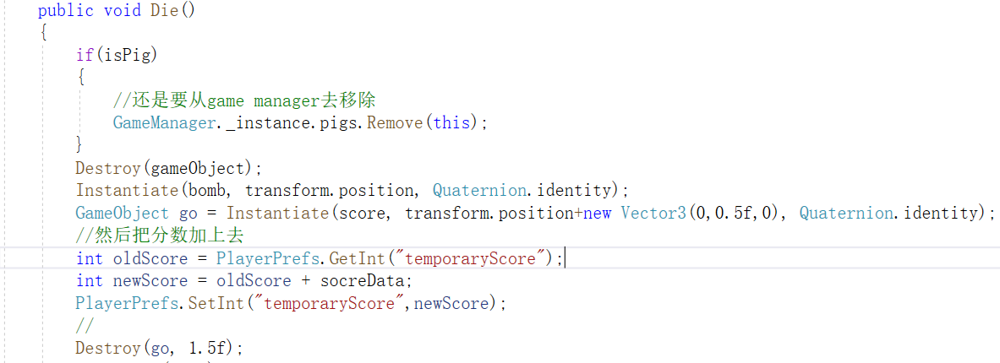 public void Die()
{
if(isPig)
{
//还是要从game manager去移除
GameManager._instance.pigs.Remove(this);
}
Destroy(gameObject);
Instantiate(bomb, transform.position, Quaternion.identity);
GameObject go = Instantiate(score, transform.position+new Vector3(0,0.5f,0), Quaternion.identity);
//然后把分数加上去
int oldScore = PlayerPrefs.GetInt("temporaryScore");
int newScore = oldScore + socreData;
PlayerPrefs.SetInt("temporaryScore",newScore);
//
Destroy(go, 1.5f);